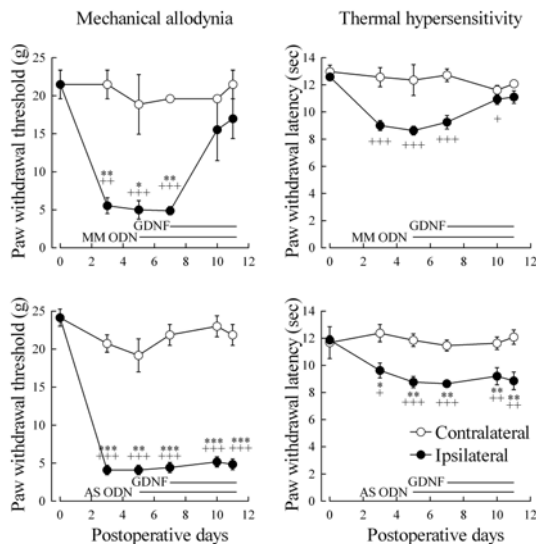 Mechanical allodynia
Thermal hypersensitivity
Paw withdrawal threshold (g)
25
20
15
10
5
0
**
++
*
+++
**
+++
GDNF
MM ODN
0 2 4 6 8 10 12
Paw withdrawal latency (sec)
14
12
10
8
6
4
2
0
+++
+++
+++
+
GDNF
MM ODN
0 2 4 6 8 10 12
Paw withdrawal threshold (g)
25
20
15
10
5
0
*** ** *** *** ***
+++ +++ +++ +++ +++
GDNF
AS ODN
0 2 4 6 8 10 12
Postoperative days
Paw withdrawal latency (sec)
14
12
10
8
6
4
2
0
*
+
**
+++
**
+++
**
++
**
++
Contralateral
Ipsilateral
GDNF
AS ODN
0 2 4 6 8 10 12
Postoperative days